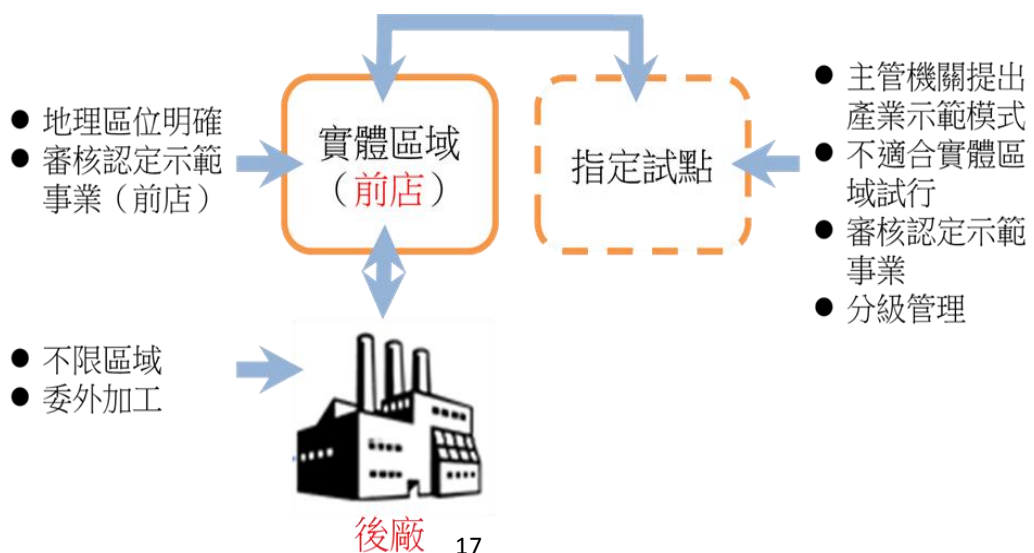 ● 地理區位明確
● 審核認定示範
事業（前店）
實體區域
（前店）
指定試點
● 主管機關提出
產業示範模式
● 不適合實體區
域試行
● 審核認定示範
事業
● 分級管理
● 不限區域
● 委外加工
後廠
17